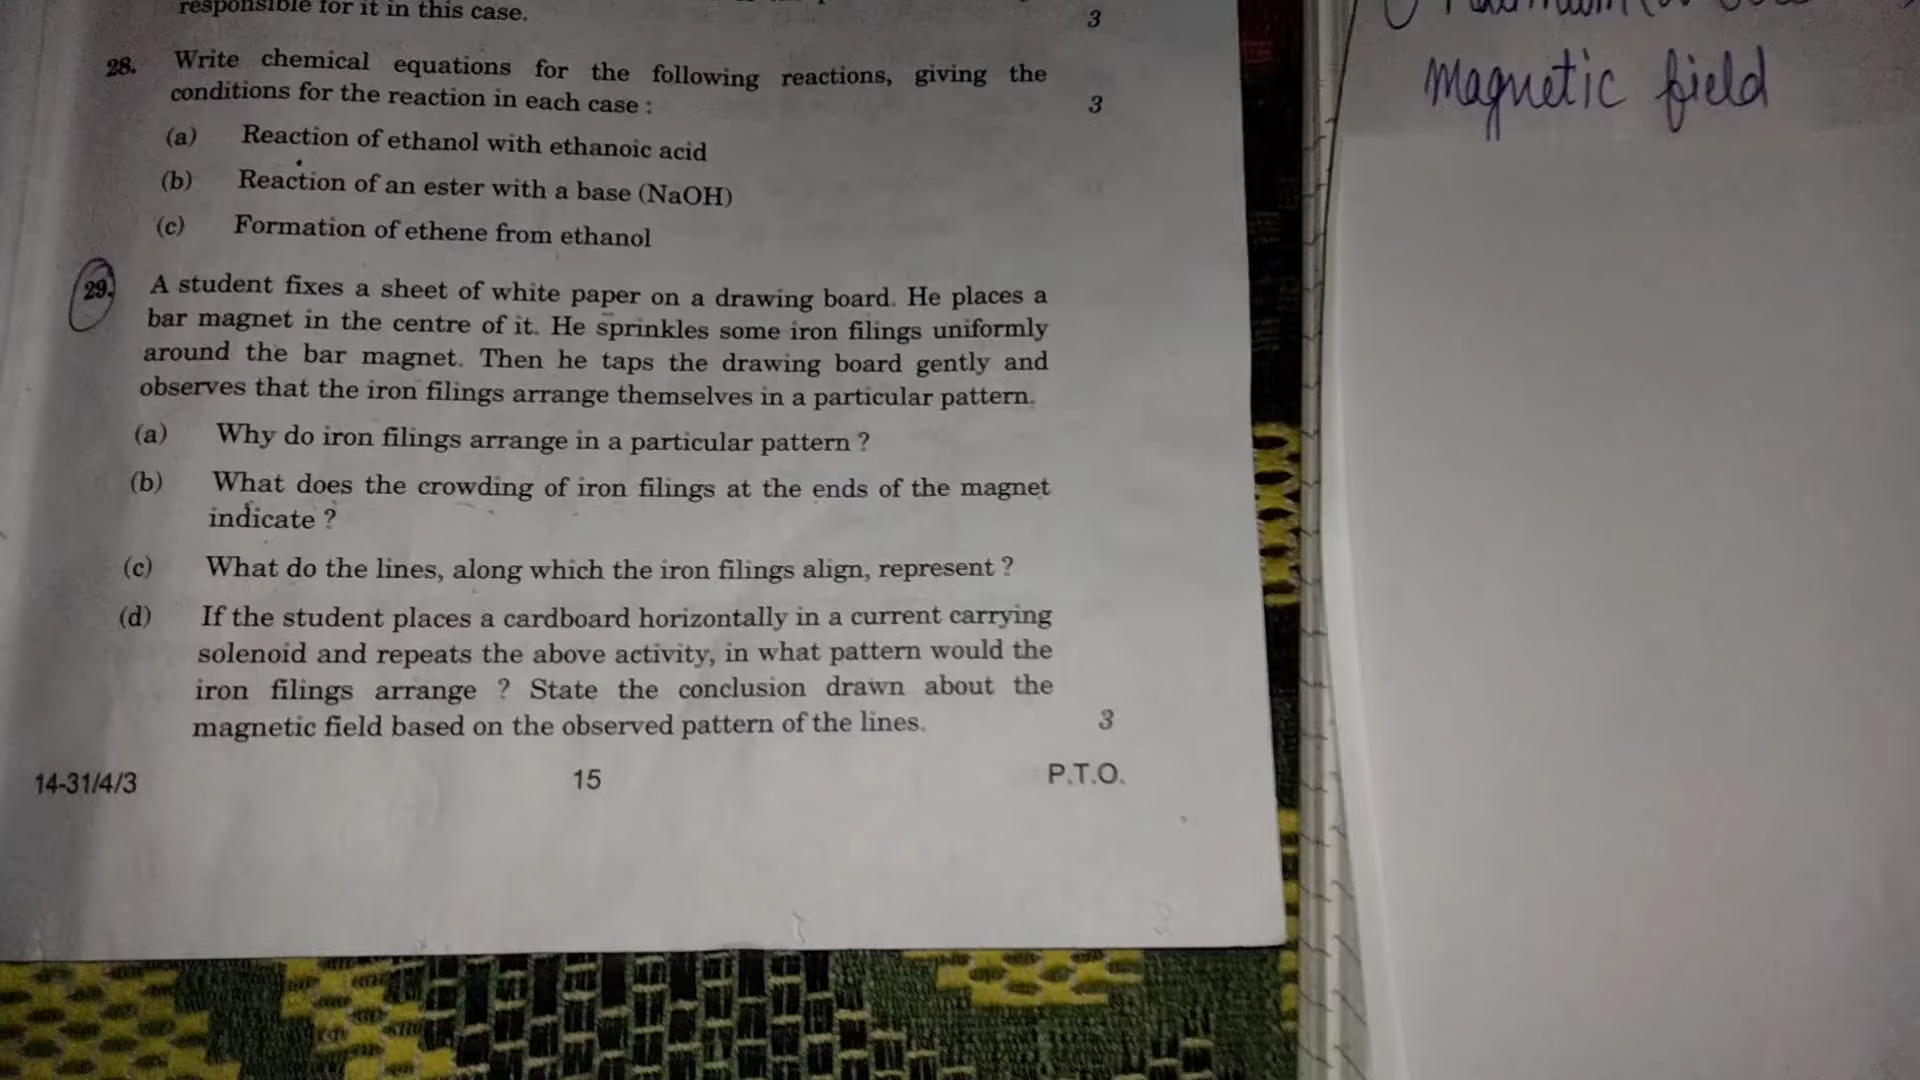 responsible for it in this case.
3
28. Write chemical equations for the following reactions, giving the
conditions for the reaction in each case :
3
(a) Reaction of ethanol with ethanoic acid
(b) Reaction of an ester with a base (NaOH)
(c) Formation of ethene from ethanol
29. A student fixes a sheet of white paper on a drawing board. He places a
bar magnet in the centre of it. He sprinkles some iron filings uniformly
around the bar magnet. Then he taps the drawing board gently and
observes that the iron filings arrange themselves in a particular pattern.
(a) Why do iron filings arrange in a particular pattern ?
(b) What does the crowding of iron filings at the ends of the magnet
indicate ?
(c) What do the lines, along which the iron filings align, represent ?
(d) If the student places a cardboard horizontally in a current carrying
solenoid and repeats the above activity, in what pattern would the
iron filings arrange ? State the conclusion drawn about the
magnetic field based on the observed pattern of the lines.
3
14-31/4/3
15
P.T.O.
magnetic field